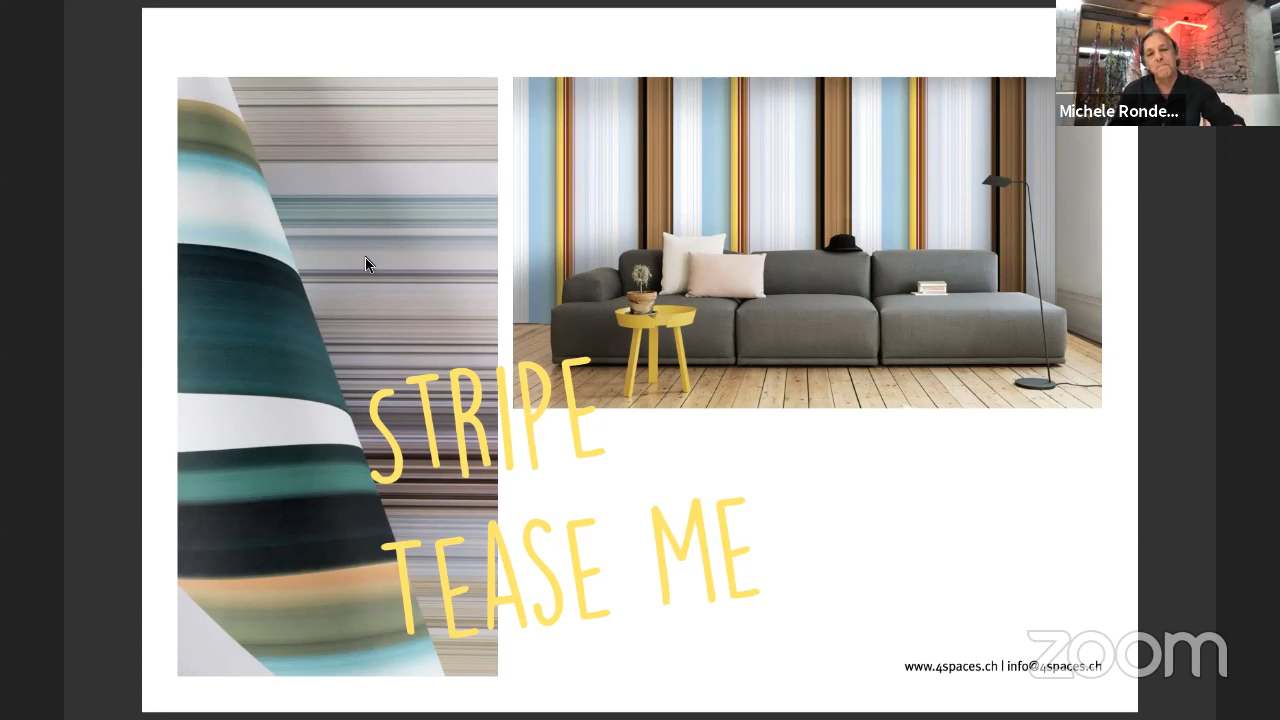 Michele Ronde...
STRIPE
TEASE ME
www.4spaces.ch | info@4spaces.ch
zoom